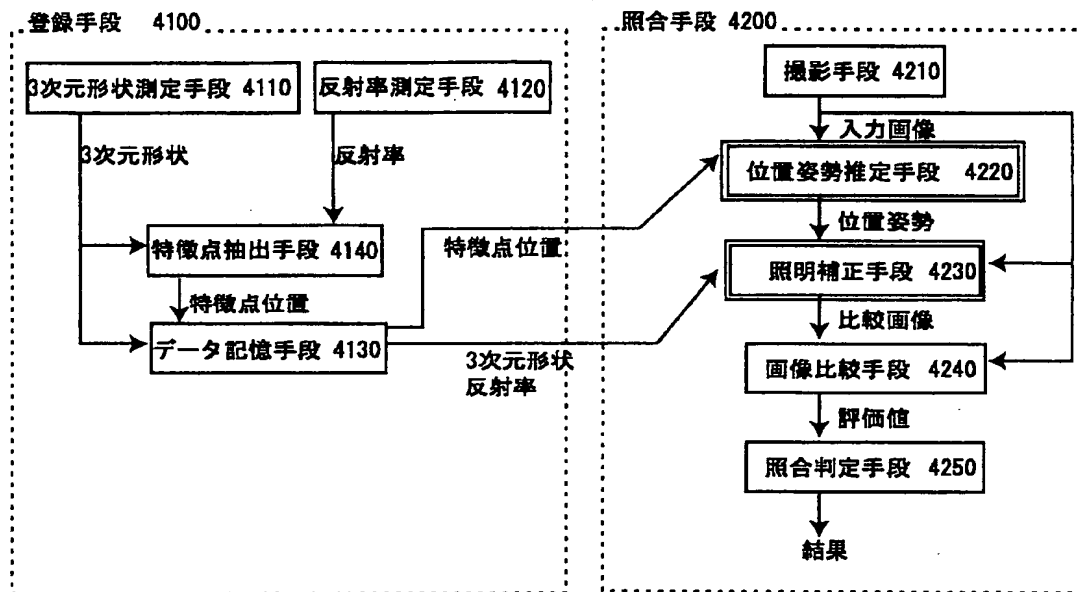 登録手段 4100
3次元形状測定手段 4110
反射率測定手段 4120
3次元形状
反射率
特徴点抽出手段 4140
特徴点位置
データ記憶手段 4130
特徴点位置
3次元形状
反射率
照合手段 4200
撮影手段 4210
入力画像
位置姿勢推定手段 4220
位置姿勢
照明補正手段 4230
比較画像
画像比較手段 4240
評価値
照合判定手段 4250
結果